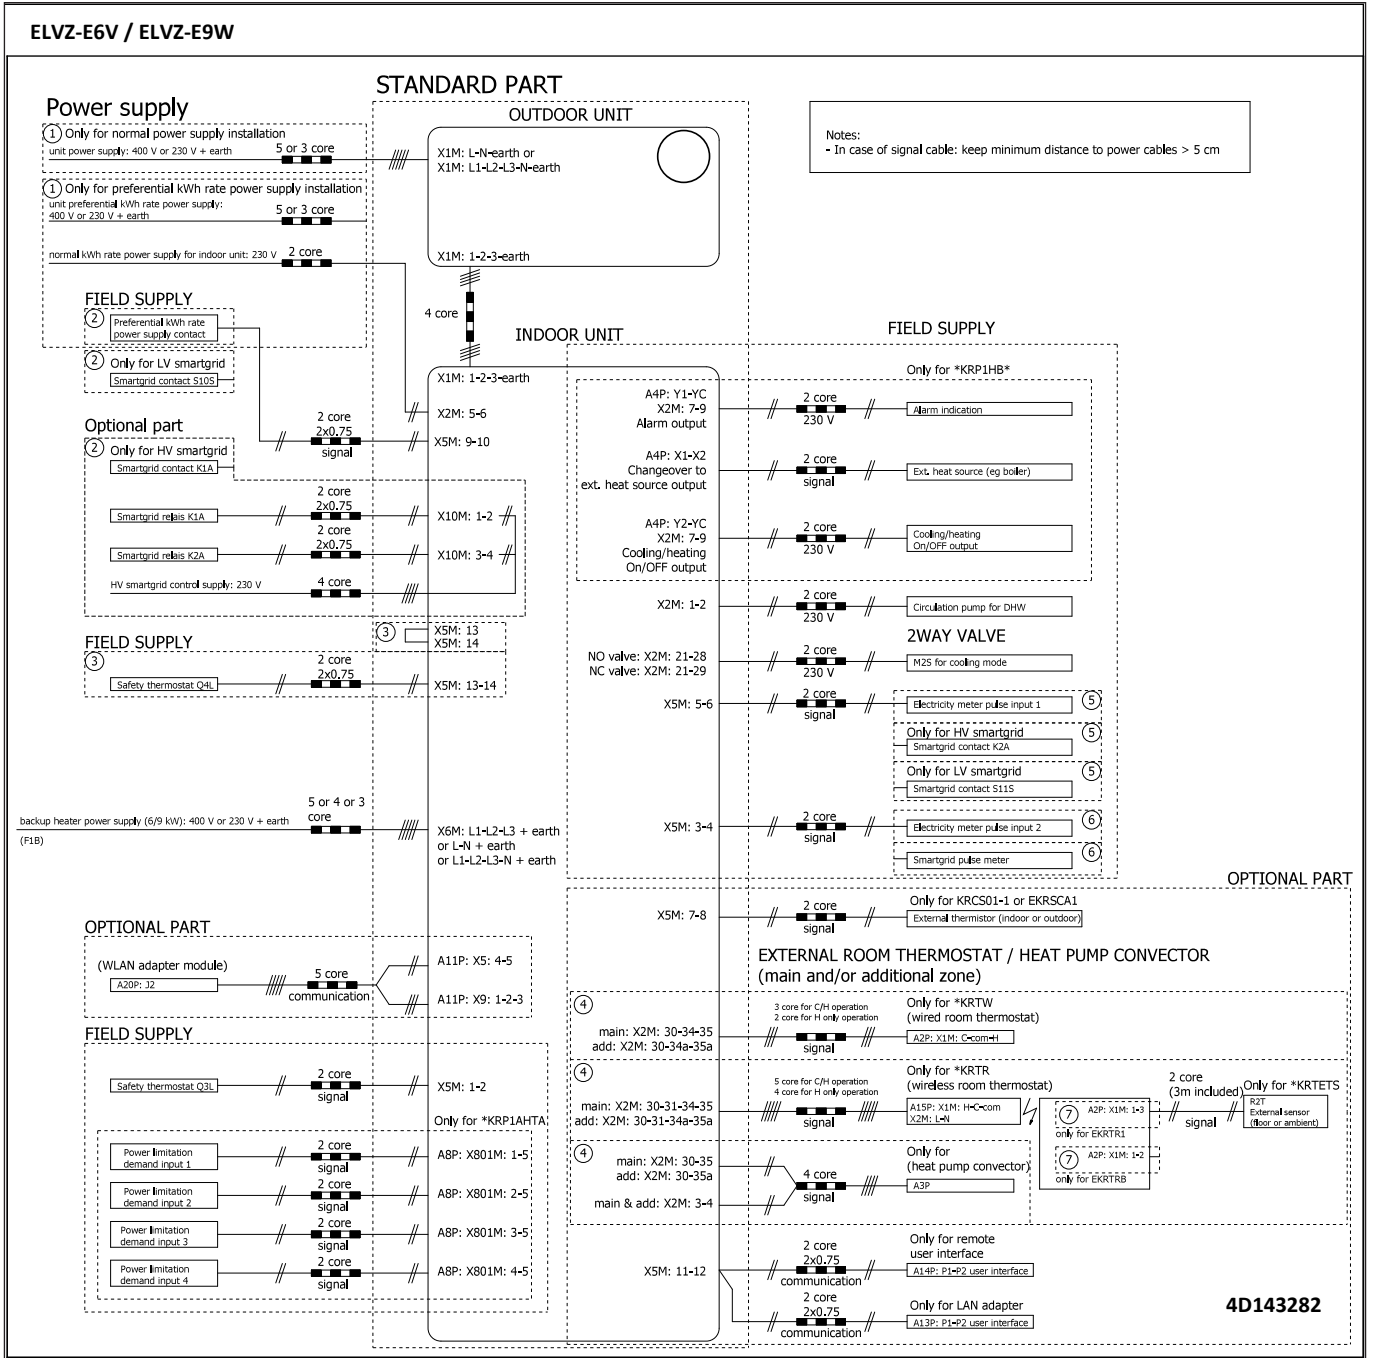 ELVZ-E6V / ELVZ-E9W
STANDARD PART
Power supply
1 Only for normal power supply installation
unit power supply: 400 V or 230 V + earth
5 or 3 core
1 Only for preferential kWh rate power supply installation
unit preferential kWh rate power supply:
400 V or 230 V + earth
5 or 3 core
normal kWh rate power supply for indoor unit: 230 V
2 core
FIELD SUPPLY
2
Preferential kWh rate
power supply contact
2 Only for LV smartgrid
Smartgrid contact S10S
Optional part
2 Only for HV smartgrid
Smartgrid contact K1A
2 core
2x0.75
signal
Smartgrid relais K1A
2 core
2x0.75
Smartgrid relais K2A
2 core
2x0.75
HV smartgrid control supply: 230 V
4 core
FIELD SUPPLY
3
Safety thermostat Q4L
2 core
2x0.75
backup heater power supply (6/9 kW): 400 V or 230 V + earth
(F1B)
5 or 4 or 3
core
OPTIONAL PART
(WLAN adapter module)
A20P: J2
5 core
communication
FIELD SUPPLY
Safety thermostat Q3L
2 core
signal
Power limitation
demand input 1
2 core
signal
Power limitation
demand input 2
2 core
signal
Power limitation
demand input 3
2 core
signal
Power limitation
demand input 4
2 core
signal
OUTDOOR UNIT
X1M: L-N-earth or
X1M: L1-L2-L3-N-earth
X1M: 1-2-3-earth
4 core
INDOOR UNIT
X1M: 1-2-3-earth
X2M: 5-6
X5M: 9-10
X10M: 1-2
X10M: 3-4
3
X5M: 13
X5M: 14
X5M: 13-14
X6M: L1-L2-L3 + earth
or L-N + earth
or L1-L2-L3-N + earth
A11P: X5: 4-5
A11P: X9: 1-2-3
X5M: 1-2
Only for *KRP1AHTA
A8P: X801M: 1-5
A8P: X801M: 2-5
A8P: X801M: 3-5
A8P: X801M: 4-5
Notes:
- In case of signal cable: keep minimum distance to power cables > 5 cm
FIELD SUPPLY
Only for *KRP1HB*
A4P: Y1-YC
X2M: 7-9
Alarm output
2 core
230 V
Alarm indication
A4P: X1-X2
Changeover to
ext. heat source output
2 core
signal
Ext. heat source (eg boiler)
A4P: Y2-YC
X2M: 7-9
Cooling/heating
On/OFF output
2 core
230 V
Cooling/heating
On/OFF output
X2M: 1-2
2 core
230 V
Circulation pump for DHW
2WAY VALVE
NO valve: X2M: 21-28
NC valve: X2M: 21-29
2 core
230 V
M2S for cooling mode
X5M: 5-6
2 core
signal
Electricity meter pulse input 1
5
Only for HV smartgrid
5
Smartgrid contact K2A
Only for LV smartgrid
5
Smartgrid contact S11S
X5M: 3-4
2 core
signal
Electricity meter pulse input 2
6
Smartgrid pulse meter
6
OPTIONAL PART
X5M: 7-8
2 core
signal
Only for KRCS01-1 or EKRSCA1
External thermistor (indoor or outdoor)
EXTERNAL ROOM THERMOSTAT / HEAT PUMP CONVECTOR
(main and/or additional zone)
4
main: X2M: 30-34-35
add: X2M: 30-34a-35a
3 core for C/H operation
2 core for H only operation
signal
Only for *KRTW
(wired room thermostat)
A2P: X1M: C-com-H
4
main: X2M: 30-31-34-35
add: X2M: 30-31-34a-35a
5 core for C/H operation
4 core for H only operation
signal
Only for *KRTR
(wireless room thermostat)
A15P: X1M: H-C-com
X2M: L-N
7 A2P: X1M: 1-3
only for EKRTR1
7 A2P: X1M: 1-2
only for EKRTRB
2 core
(3m included)
signal
Only for *KRTETS
R2T
External sensor
(floor or ambient)
4
main: X2M: 30-35
add: X2M: 30-35a
main & add: X2M: 3-4
4 core
signal
Only for
(heat pump convector)
A3P
X5M: 11-12
2 core
2x0.75
communication
Only for remote
user interface
A14P: P1-P2 user interface
2 core
2x0.75
communication
Only for LAN adapter
A13P: P1-P2 user interface
4D143282